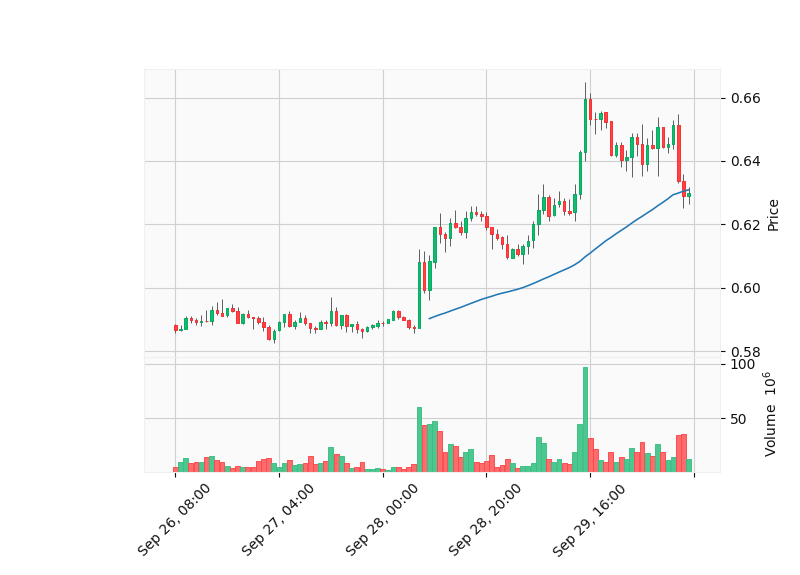 0.66
0.64
0.62
0.60
0.58
Price
100
50
Volume 10^6
Sep 26, 08:00
Sep 27, 04:00
Sep 28, 00:00
Sep 28, 20:00
Sep 29, 16:00